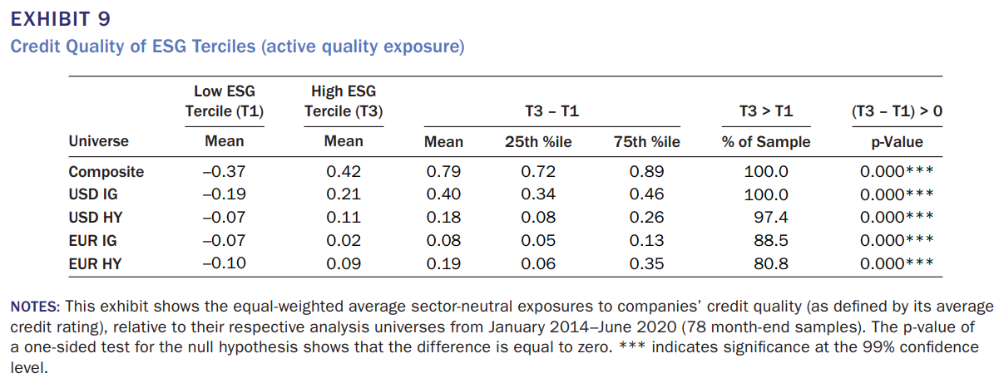 EXHIBIT 9
Credit Quality of ESG Terciles (active quality exposure)
Low ESG High ESG
Tercile (T1) Tercile (T3) T3 – T1 T3 > T1 (T3 – T1) > 0
Universe Mean Mean Mean 25th %ile 75th %ile % of Sample p-Value
Composite –0.37 0.42 0.79 0.72 0.89 100.0 0.000***
USD IG –0.19 0.21 0.40 0.34 0.46 100.0 0.000***
USD HY –0.07 0.11 0.18 0.08 0.26 97.4 0.000***
EUR IG –0.07 0.02 0.08 0.05 0.13 88.5 0.000***
EUR HY –0.10 0.09 0.19 0.06 0.35 80.8 0.000***
NOTES: This exhibit shows the equal-weighted average sector-neutral exposures to companies’ credit quality (as defined by its average
credit rating), relative to their respective analysis universes from January 2014–June 2020 (78 month-end samples). The p-value of
a one-sided test for the null hypothesis shows that the difference is equal to zero. *** indicates significance at the 99% confidence
level.